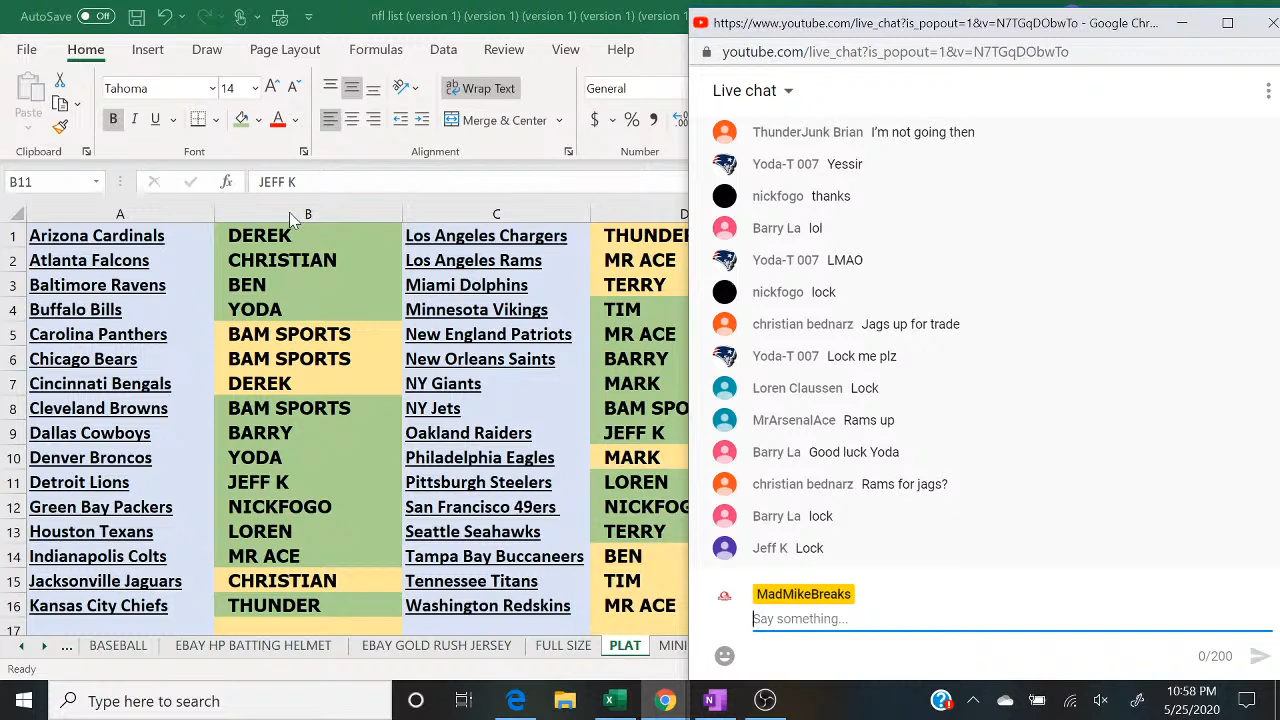 AutoSave Off nfl list (version 1) (version 1) (version 1) (version 1)
File Home Insert Draw Page Layout Formulas Data Review View Help
Paste
Clipboard
Tahoma 14
B I U
Font
Wrap Text
Merge & Center
Alignment
General
$ %
Number
B11 fx JEFF K
A B C D
1 Arizona Cardinals DEREK Los Angeles Chargers THUNDER
2 Atlanta Falcons CHRISTIAN Los Angeles Rams MR ACE
3 Baltimore Ravens BEN Miami Dolphins TERRY
4 Buffalo Bills YODA Minnesota Vikings TIM
5 Carolina Panthers BAM SPORTS New England Patriots MR ACE
6 Chicago Bears BAM SPORTS New Orleans Saints BARRY
7 Cincinnati Bengals DEREK NY Giants MARK
8 Cleveland Browns BAM SPORTS NY Jets BAM SPO
9 Dallas Cowboys BARRY Oakland Raiders JEFF K
10 Denver Broncos YODA Philadelphia Eagles MARK
11 Detroit Lions JEFF K Pittsburgh Steelers LOREN
12 Green Bay Packers NICKFOGO San Francisco 49ers NICKFOG
13 Houston Texans LOREN Seattle Seahawks TERRY
14 Indianapolis Colts MR ACE Tampa Bay Buccaneers BEN
15 Jacksonville Jaguars CHRISTIAN Tennessee Titans TIM
16 Kansas City Chiefs THUNDER Washington Redskins MR ACE
17
... BASEBALL EBAY HP BATTING HELMET EBAY GOLD RUSH JERSEY FULL SIZE PLAT MINI
Ready
https://www.youtube.com/live_chat?is_popout=1&v=N7TGqDObwTo - Google Chr...
youtube.com/live_chat?is_popout=1&v=N7TGqDObwTo
Live chat
ThunderJunk Brian I'm not going then
Yoda-T 007 Yessir
nickfogo thanks
Barry La lol
Yoda-T 007 LMAO
nickfogo lock
christian bednarz Jags up for trade
Yoda-T 007 Lock me plz
Loren Claussen Lock
MrArsenalAce Rams up
Barry La Good luck Yoda
christian bednarz Rams for jags?
Barry La lock
Jeff K Lock
MadMikeBreaks
Say something...
0/200
Type here to search
10:58 PM
5/25/2020